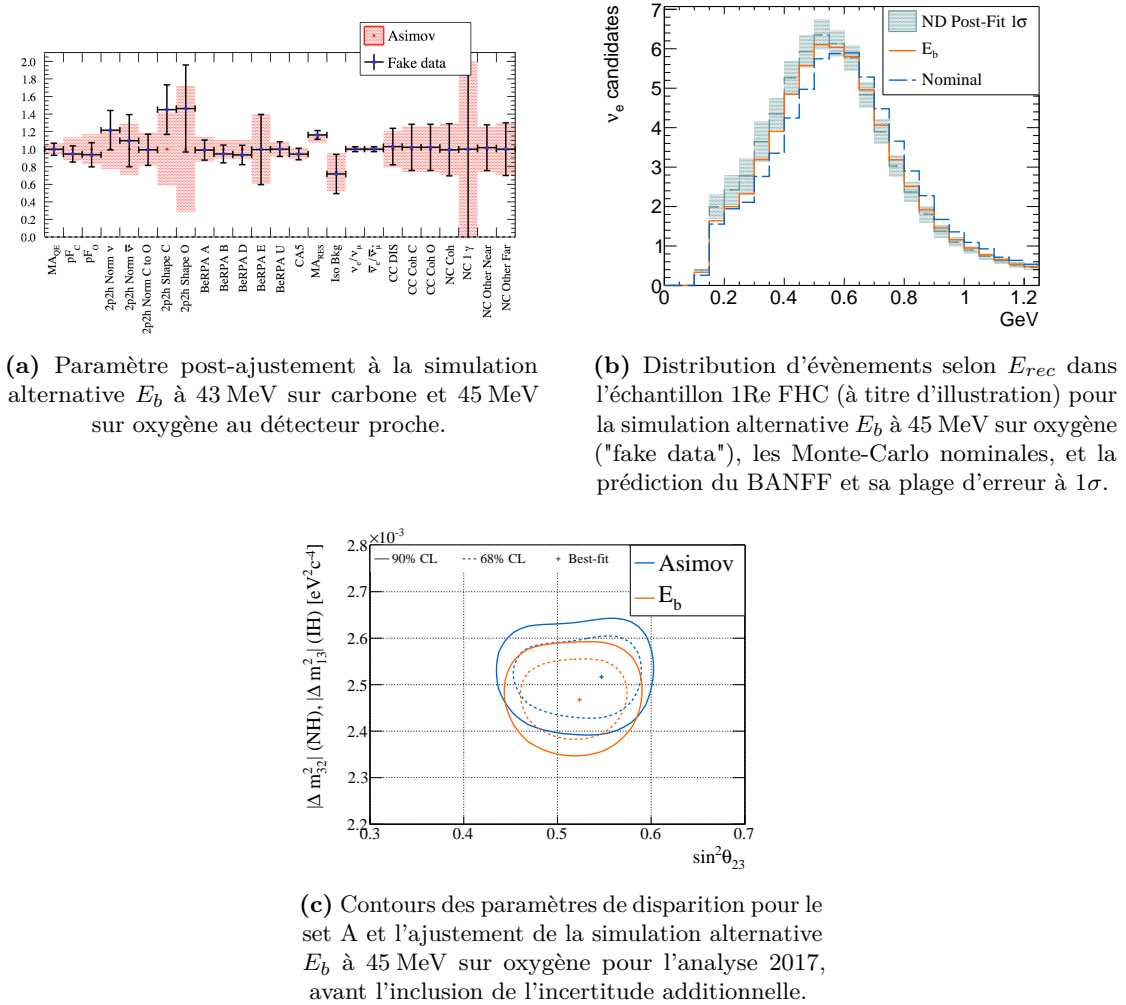 Asimov
Fake data
2.0
1.8
1.6
1.4
1.2
1.0
0.8
0.6
0.4
0.2
0.0
MA_QE
pF_C
pF_O
2p2h Norm ν
2p2h Norm ν̅
2p2h Norm C to O
2p2h Shape C
2p2h Shape O
BeRPA A
BeRPA B
BeRPA D
BeRPA E
BeRPA U
CA5
MA_RES
Iso Bkg
ν_e/ν_μ
ν̅_e/ν̅_μ
CC DIS
CC Coh C
CC Coh O
NC Coh
NC 1 γ
NC Other Near
NC Other Far
(a) Paramètre post-ajustement à la simulation
alternative E_b à 43 MeV sur carbone et 45 MeV
sur oxygène au détecteur proche.
ν_e candidates
7
6
5
4
3
2
1
0
ND Post-Fit 1σ
E_b
Nominal
0 0.2 0.4 0.6 0.8 1 1.2
GeV
(b) Distribution d'évènements selon E_rec dans
l'échantillon 1Re FHC (à titre d'illustration) pour
la simulation alternative E_b à 45 MeV sur oxygène
("fake data"), les Monte-Carlo nominales, et la
prédiction du BANFF et sa plage d'erreur à 1σ.
×10⁻³
|Δ m²₃₂| (NH), |Δ m²₁₃| (IH) [eV²c⁻⁴]
2.8
2.7
2.6
2.5
2.4
2.3
2.2
90% CL 68% CL Best-fit
Asimov
E_b
0.3 0.4 0.5 0.6 0.7
sin²θ₂₃
(c) Contours des paramètres de disparition pour le
set A et l'ajustement de la simulation alternative
E_b à 45 MeV sur oxygène pour l'analyse 2017,
avant l'inclusion de l'incertitude additionnelle.